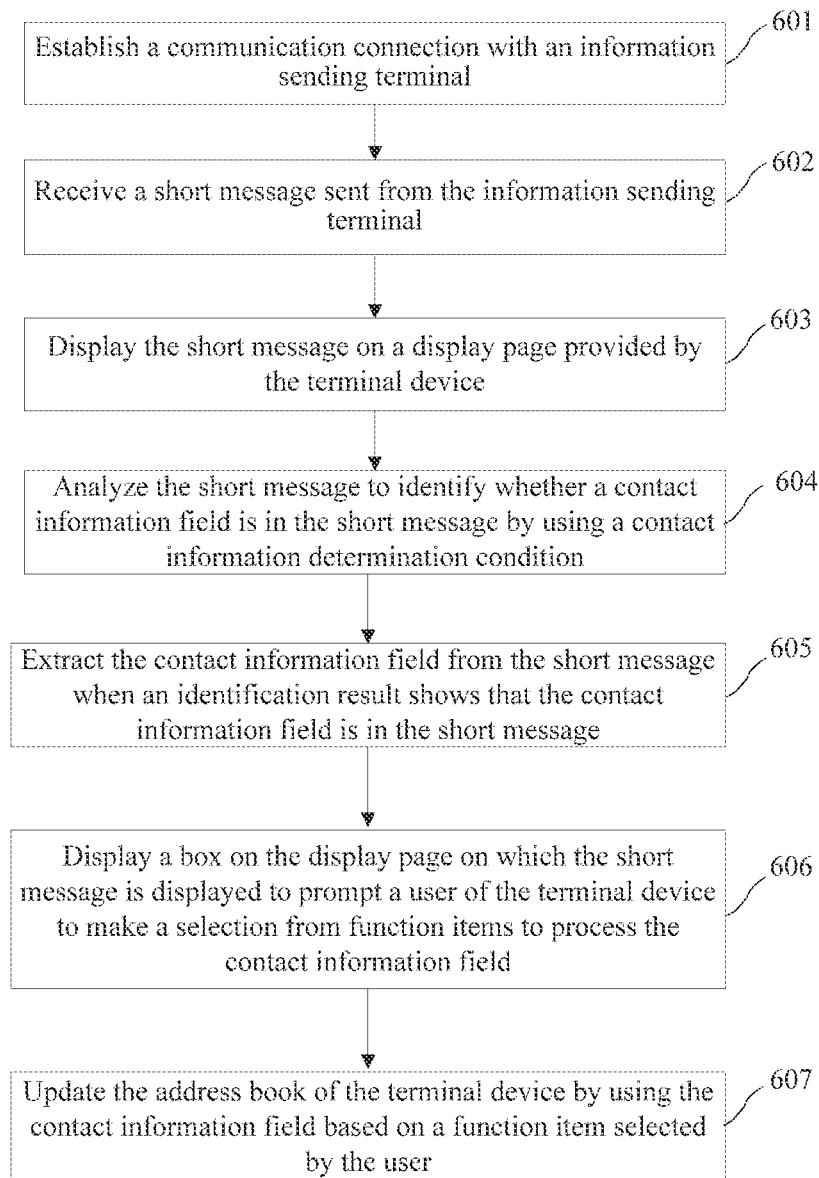 601
Establish a communication connection with an information
sending terminal
602
Receive a short message sent from the information sending
terminal
603
Display the short message on a display page provided by
the terminal device
604
Analyze the short message to identify whether a contact
information field is in the short message by using a contact
information determination condition
605
Extract the contact information field from the short message
when an identification result shows that the contact
information field is in the short message
606
Display a box on the display page on which the short
message is displayed to prompt a user of the terminal device
to make a selection from function items to process the
contact information field
607
Update the address book of the terminal device by using the
contact information field based on a function item selected
by the user